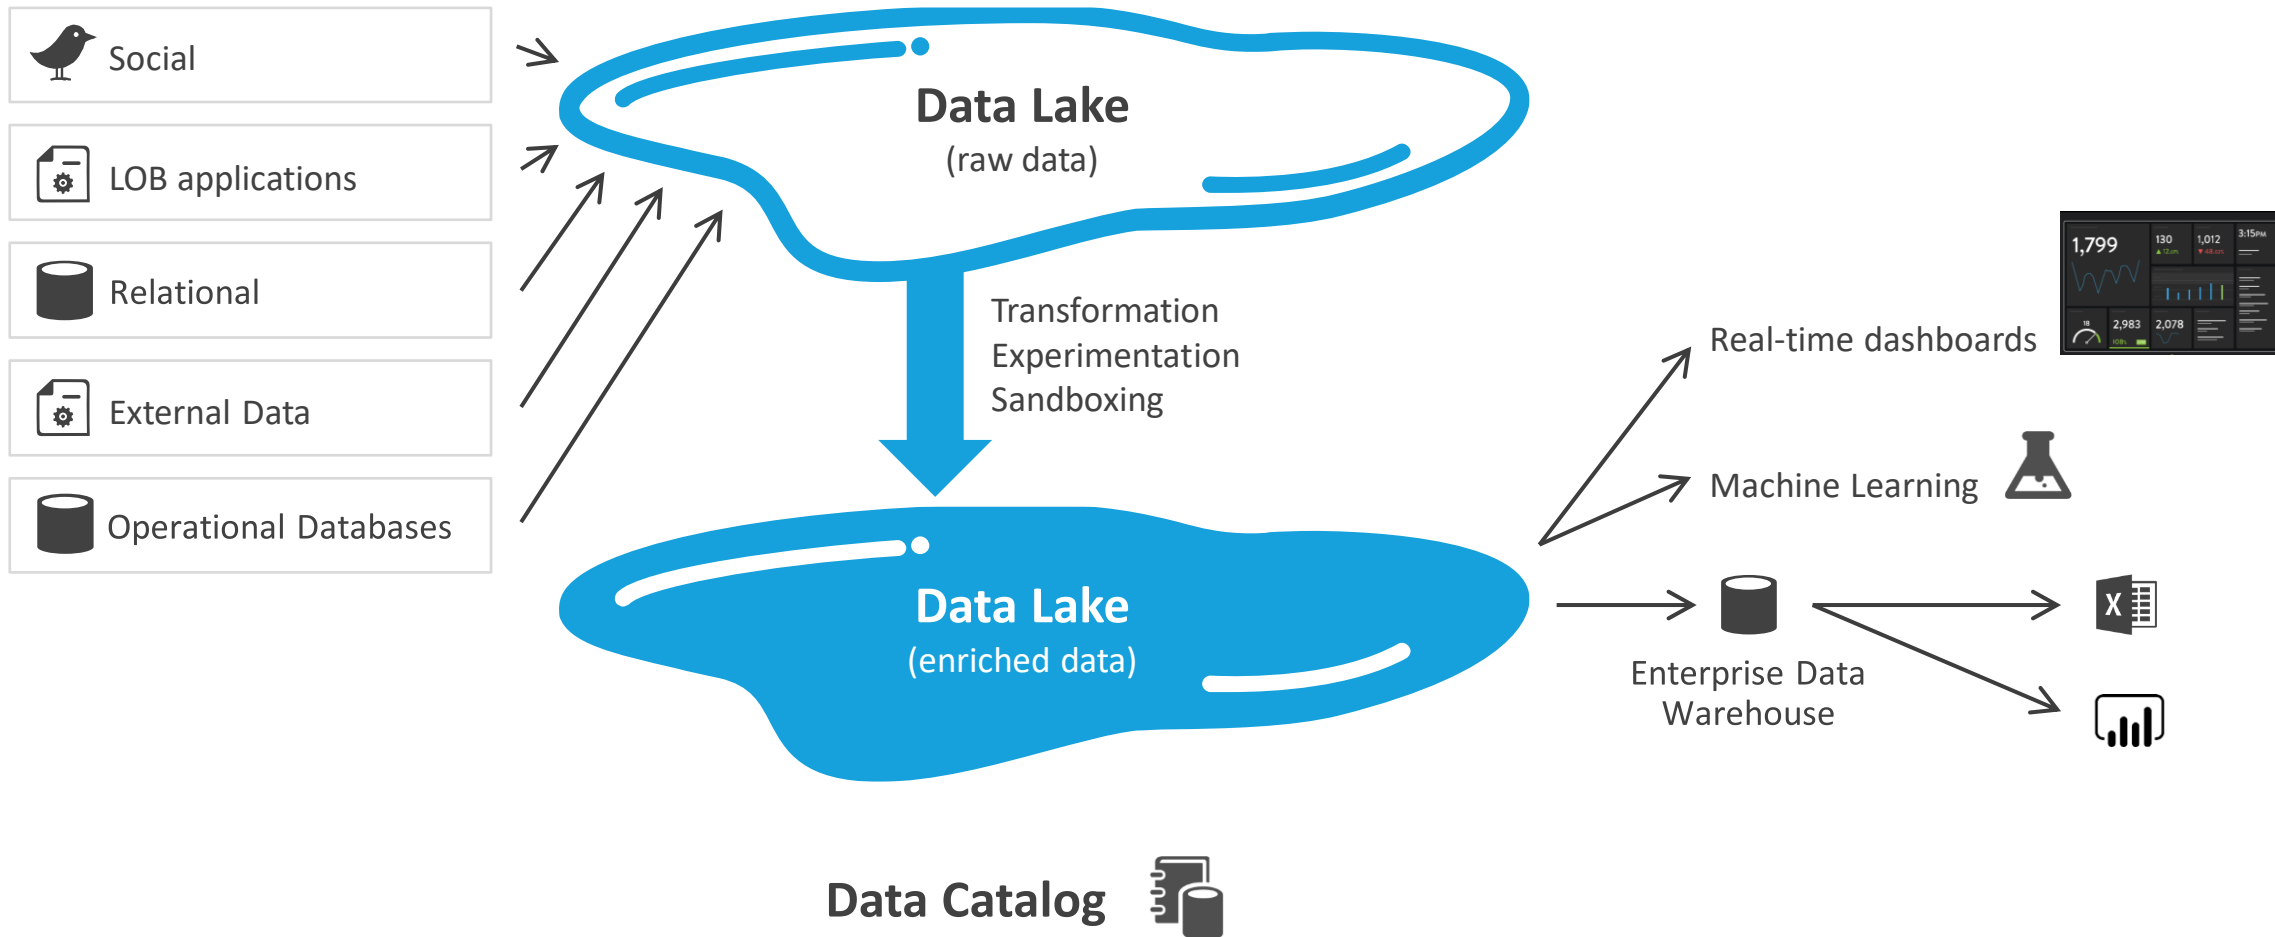 Social
LOB applications
Relational
External Data
Operational Databases
Data Lake
(raw data)
Transformation
Experimentation
Sandboxing
Data Lake
(enriched data)
Real-time dashboards
1,799
130
1,012
3:15PM
18
2,983
2,078
Machine Learning
X
Enterprise Data
Warehouse
Data Catalog